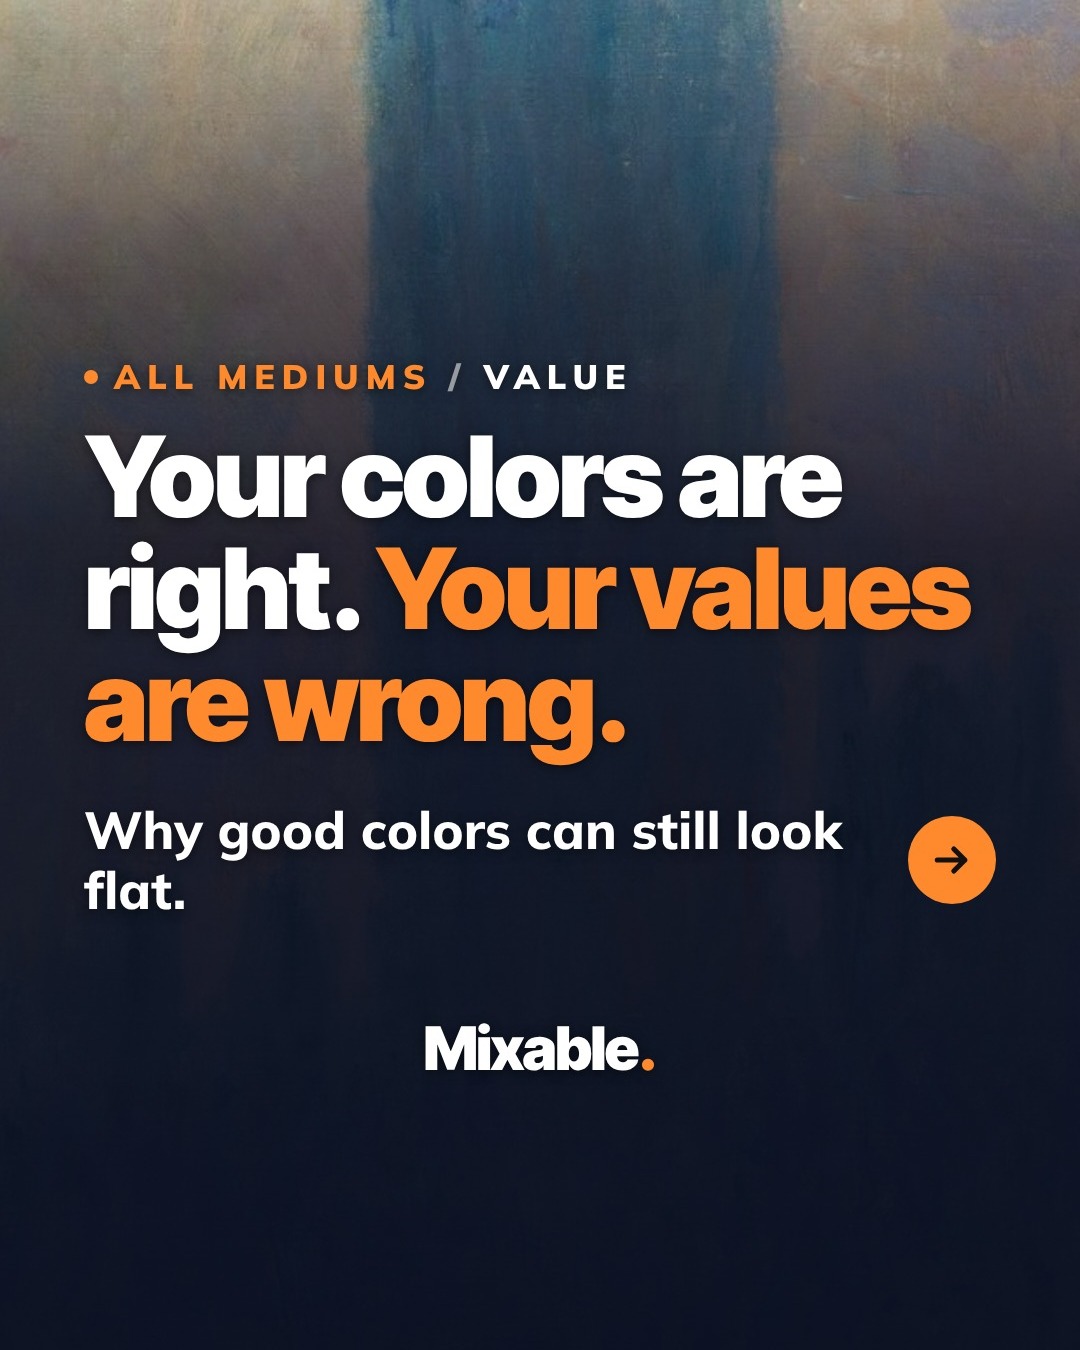 • ALL MEDIUMS / VALUE
Your colors are
right. Your values
are wrong.
Why good colors can still look
flat.
Mixable.